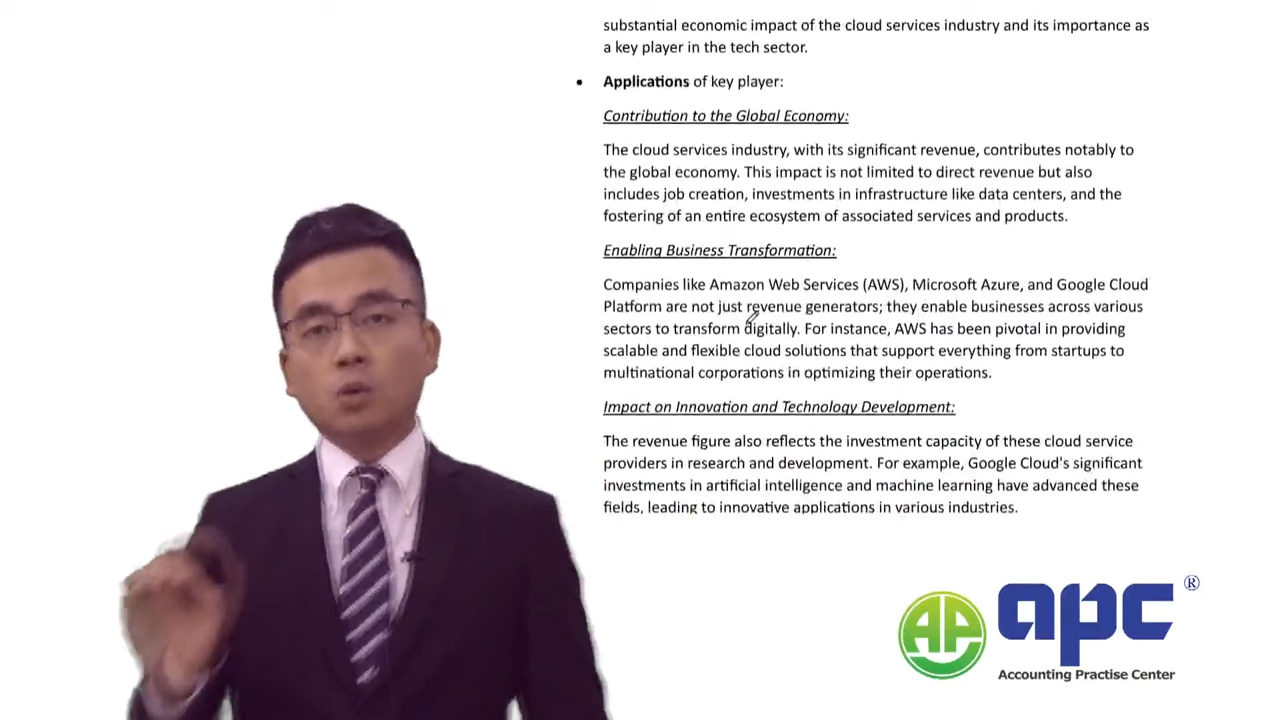 substantial economic impact of the cloud services industry and its importance as
a key player in the tech sector.
• Applications of key player:
Contribution to the Global Economy:
The cloud services industry, with its significant revenue, contributes notably to
the global economy. This impact is not limited to direct revenue but also
includes job creation, investments in infrastructure like data centers, and the
fostering of an entire ecosystem of associated services and products.
Enabling Business Transformation:
Companies like Amazon Web Services (AWS), Microsoft Azure, and Google Cloud
Platform are not just revenue generators; they enable businesses across various
sectors to transform digitally. For instance, AWS has been pivotal in providing
scalable and flexible cloud solutions that support everything from startups to
multinational corporations in optimizing their operations.
Impact on Innovation and Technology Development:
The revenue figure also reflects the investment capacity of these cloud service
providers in research and development. For example, Google Cloud's significant
investments in artificial intelligence and machine learning have advanced these
fields, leading to innovative applications in various industries.
AP apc ®
Accounting Practise Center